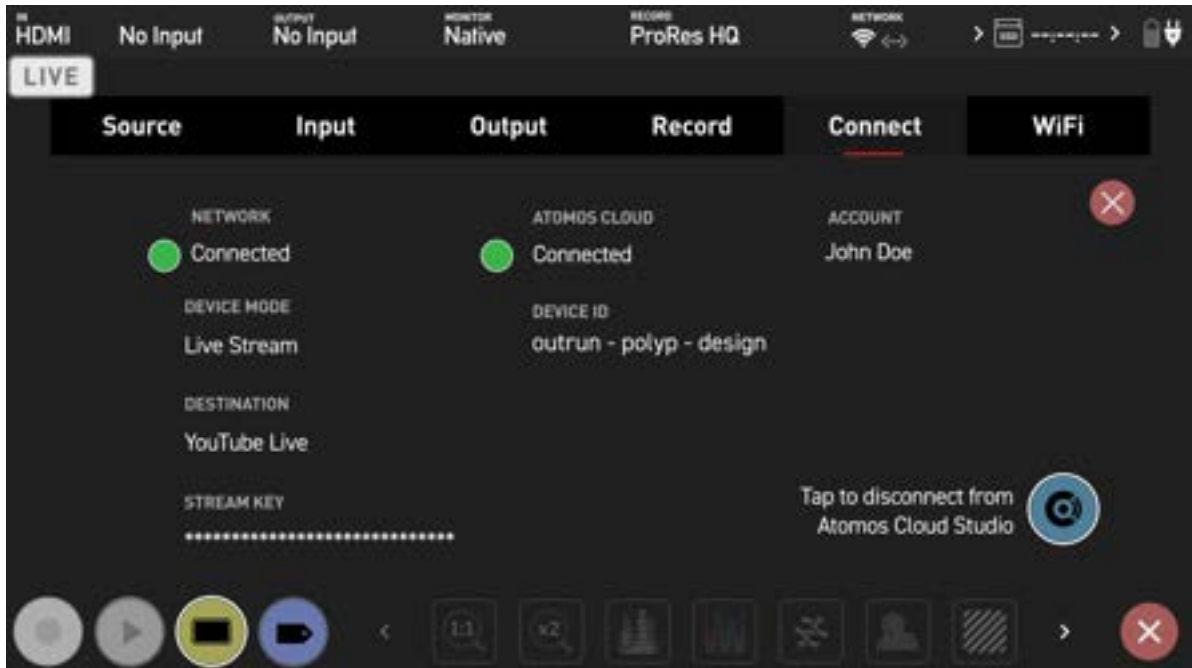 IN OUTPUT MONITOR RECORD NETWORK
HDMI No Input No Input Native ProRes HQ --:--:--
LIVE
Source Input Output Record Connect WiFi
NETWORK ATOMOS CLOUD ACCOUNT
Connected Connected John Doe
DEVICE MODE DEVICE ID
Live Stream outrun - polyp - design
DESTINATION
YouTube Live
STREAM KEY
Tap to disconnect from
Atomos Cloud Studio
1:1 x2